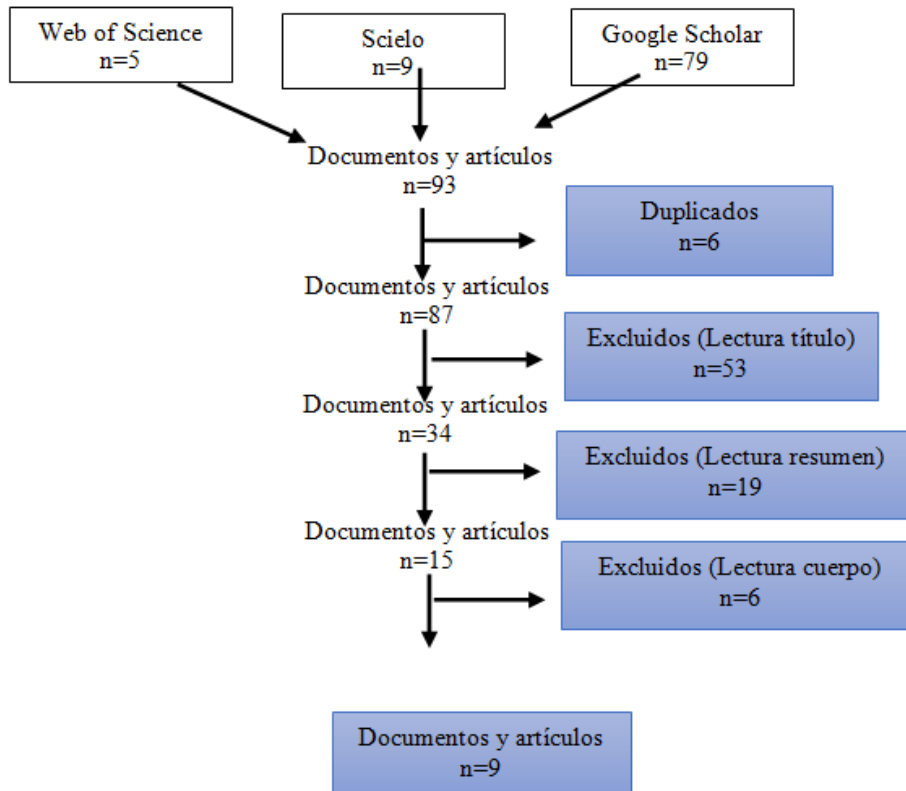 Web of Science
n=5
Scielo
n=9
Google Scholar
n=79
Documentos y artículos
n=93
Duplicados
n=6
Documentos y artículos
n=87
Excluidos (Lectura título)
n=53
Documentos y artículos
n=34
Excluidos (Lectura resumen)
n=19
Documentos y artículos
n=15
Excluidos (Lectura cuerpo)
n=6
Documentos y artículos
n=9